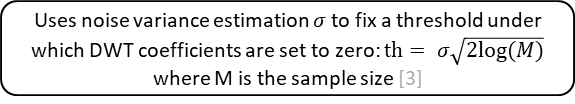 Uses noise variance estimation σ to fix a threshold under
which DWT coefficients are set to zero: th = σ√2log(M)
where M is the sample size [3]